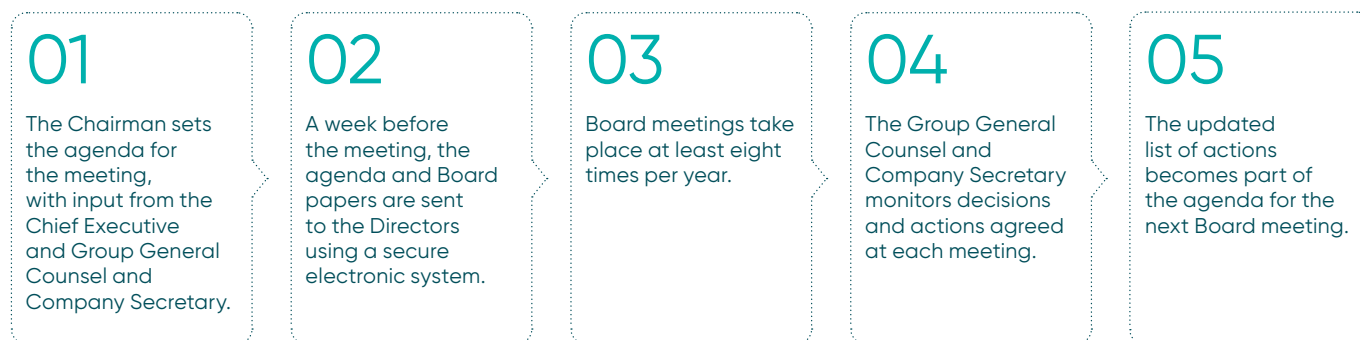 01
The Chairman sets
the agenda for
the meeting,
with input from the
Chief Executive
and Group General
Counsel and
Company Secretary.
02
A week before
the meeting, the
agenda and Board
papers are sent
to the Directors
using a secure
electronic system.
03
Board meetings take
place at least eight
times per year.
04
The Group General
Counsel and
Company Secretary
monitors decisions
and actions agreed
at each meeting.
05
The updated
list of actions
becomes part of
the agenda for the
next Board meeting.